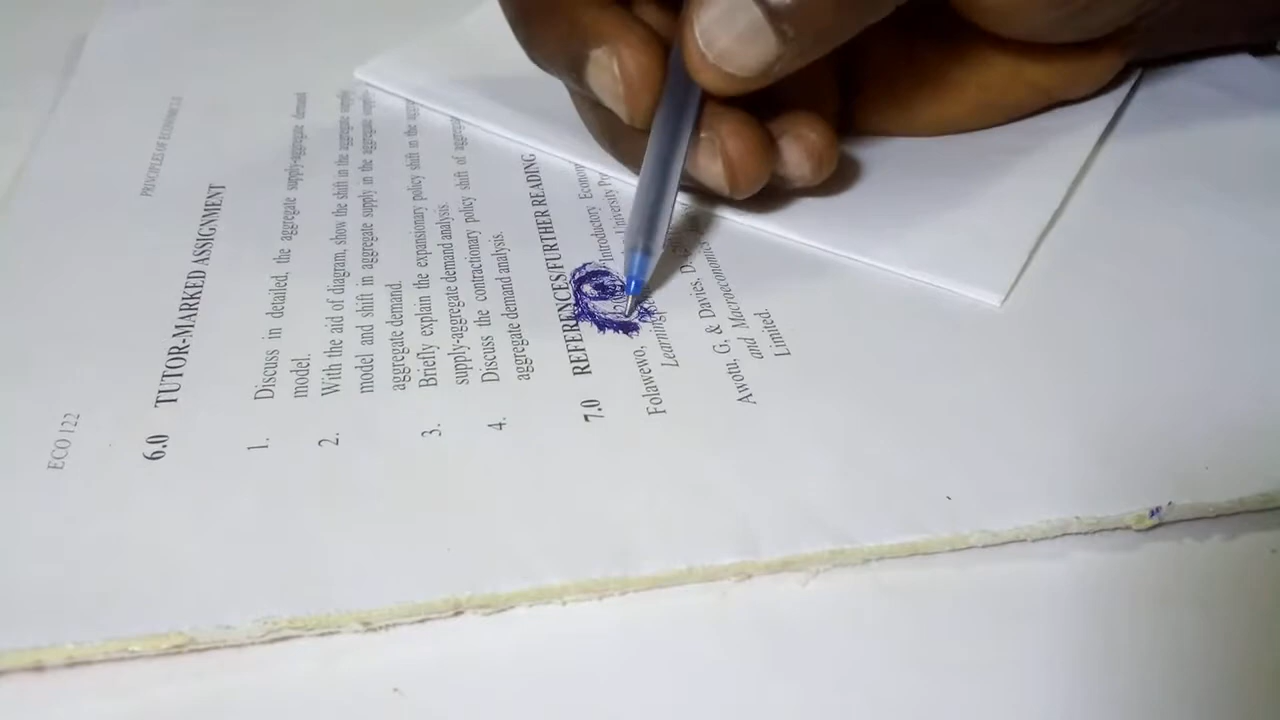 ECO 122
PRINCIPLES OF ECONOMICS II
6.0 TUTOR-MARKED ASSIGNMENT
1. Discuss in detailed, the aggregate supply-aggregate demand
model.
2. With the aid of diagram, show the shift in the aggregate supply
model and shift in aggregate supply in the aggregate
aggregate demand.
3. Briefly explain the expansionary policy shift in the
supply-aggregate demand analysis.
4. Discuss the contractionary policy shift of
aggregate demand analysis.
7.0 REFERENCES/FURTHER READING
Folawewo, Introductory
Learning University
Awotu, G, & Davies, D.
and Macroeconomics
Limited.